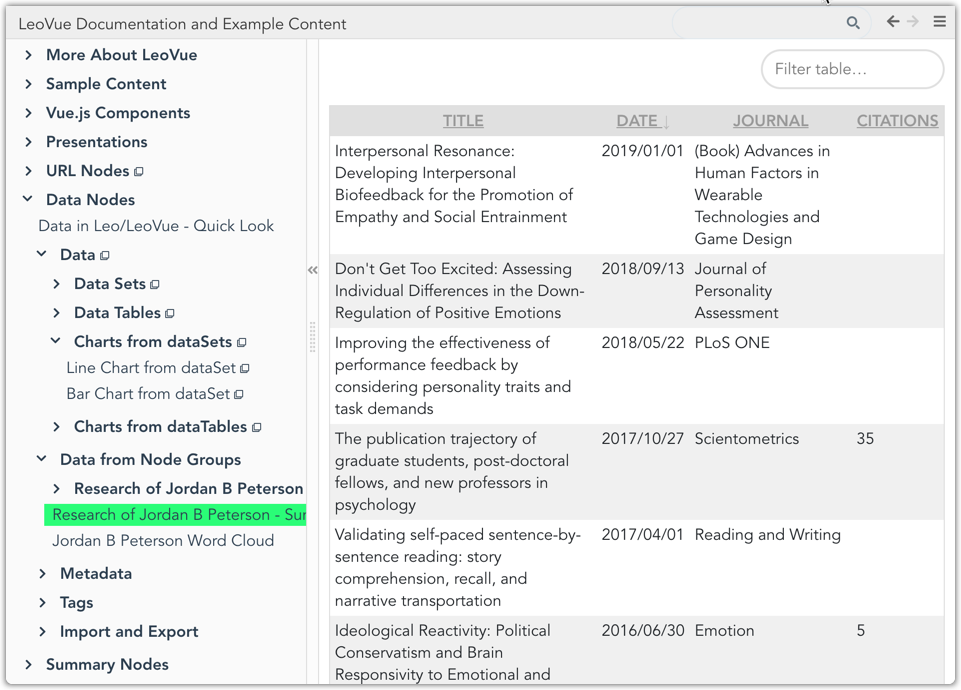 LeoVue Documentation and Example Content
More About LeoVue
Sample Content
Vue.js Components
Presentations
URL Nodes
Data Nodes
Data in Leo/LeoVue - Quick Look
Data
Data Sets
Data Tables
Charts from dataSets
Line Chart from dataSet
Bar Chart from dataSet
Charts from dataTables
Data from Node Groups
Research of Jordan B Peterson
Research of Jordan B Peterson -
Jordan B Peterson Word Cloud
Metadata
Tags
Import and Export
Summary Nodes
Filter table...
TITLE DATE ↓ JOURNAL CITATIONS
Interpersonal Resonance: 2019/01/01 (Book) Advances in
Developing Interpersonal Human Factors in
Biofeedback for the Promotion of Wearable
Empathy and Social Entrainment Technologies and
Game Design
Don't Get Too Excited: Assessing 2018/09/13 Journal of
Individual Differences in the Down- Personality
Regulation of Positive Emotions Assessment
Improving the effectiveness of 2018/05/22 PLoS ONE
performance feedback by
considering personality traits and
task demands
The publication trajectory of 2017/10/27 Scientometrics 35
graduate students, post-doctoral
fellows, and new professors in
psychology
Validating self-paced sentence-by- 2017/04/01 Reading and Writing
sentence reading: story
comprehension, recall, and
narrative transportation
Ideological Reactivity: Political 2016/06/30 Emotion 5
Conservatism and Brain
Responsivity to Emotional and